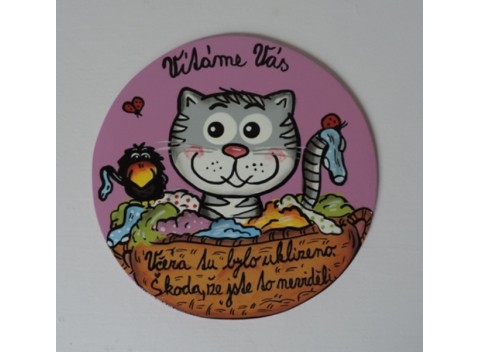 Vítáme Vás
Včera tu bylo uklizeno.
Škoda, že jste to neviděli